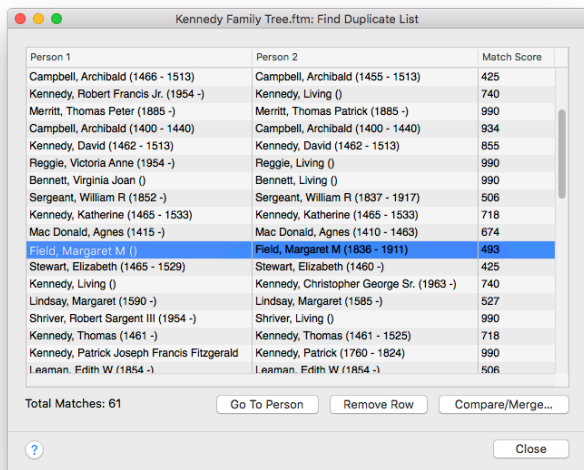 Kennedy Family Tree.ftm: Find Duplicate List
Person 1 Person 2 Match Score
Campbell, Archibald (1466 - 1513) Campbell, Archibald (1455 - 1513) 425
Kennedy, Robert Francis Jr. (1954 -) Kennedy, Living () 740
Merritt, Thomas Peter (1885 -) Merritt, Thomas Patrick (1885 -) 990
Campbell, Archibald (1400 - 1440) Campbell, Archibald (1400 - 1440) 934
Kennedy, David (1462 - 1513) Kennedy, David (1462 - 1513) 855
Reggie, Victoria Anne (1954 -) Reggie, Living () 990
Bennett, Virginia Joan () Bennett, Living () 990
Sergeant, William R (1852 -) Sergeant, William R (1837 - 1917) 506
Kennedy, Katherine (1465 - 1533) Kennedy, Katherine (1465 - 1533) 718
Mac Donald, Agnes (1415 -) Mac Donald, Agnes (1410 - 1463) 674
Field, Margaret M () Field, Margaret M (1836 - 1911) 493
Stewart, Elizabeth (1465 - 1529) Stewart, Elizabeth (1460 -) 425
Kennedy, Living () Kennedy, Christopher George Sr. (1963 -) 740
Lindsay, Margaret (1590 -) Lindsay, Margaret (1585 -) 527
Shriver, Robert Sargent III (1954 -) Shriver, Living () 990
Kennedy, Thomas (1461 -) Kennedy, Thomas (1461 - 1525) 718
Kennedy, Patrick Joseph Francis Fitzgerald Kennedy, Patrick (1760 - 1824) 990
Leaman, Edith W (1854 -) Leaman, Edith W (1854 -) 506
Total Matches: 61 Go To Person Remove Row Compare/Merge...
? Close